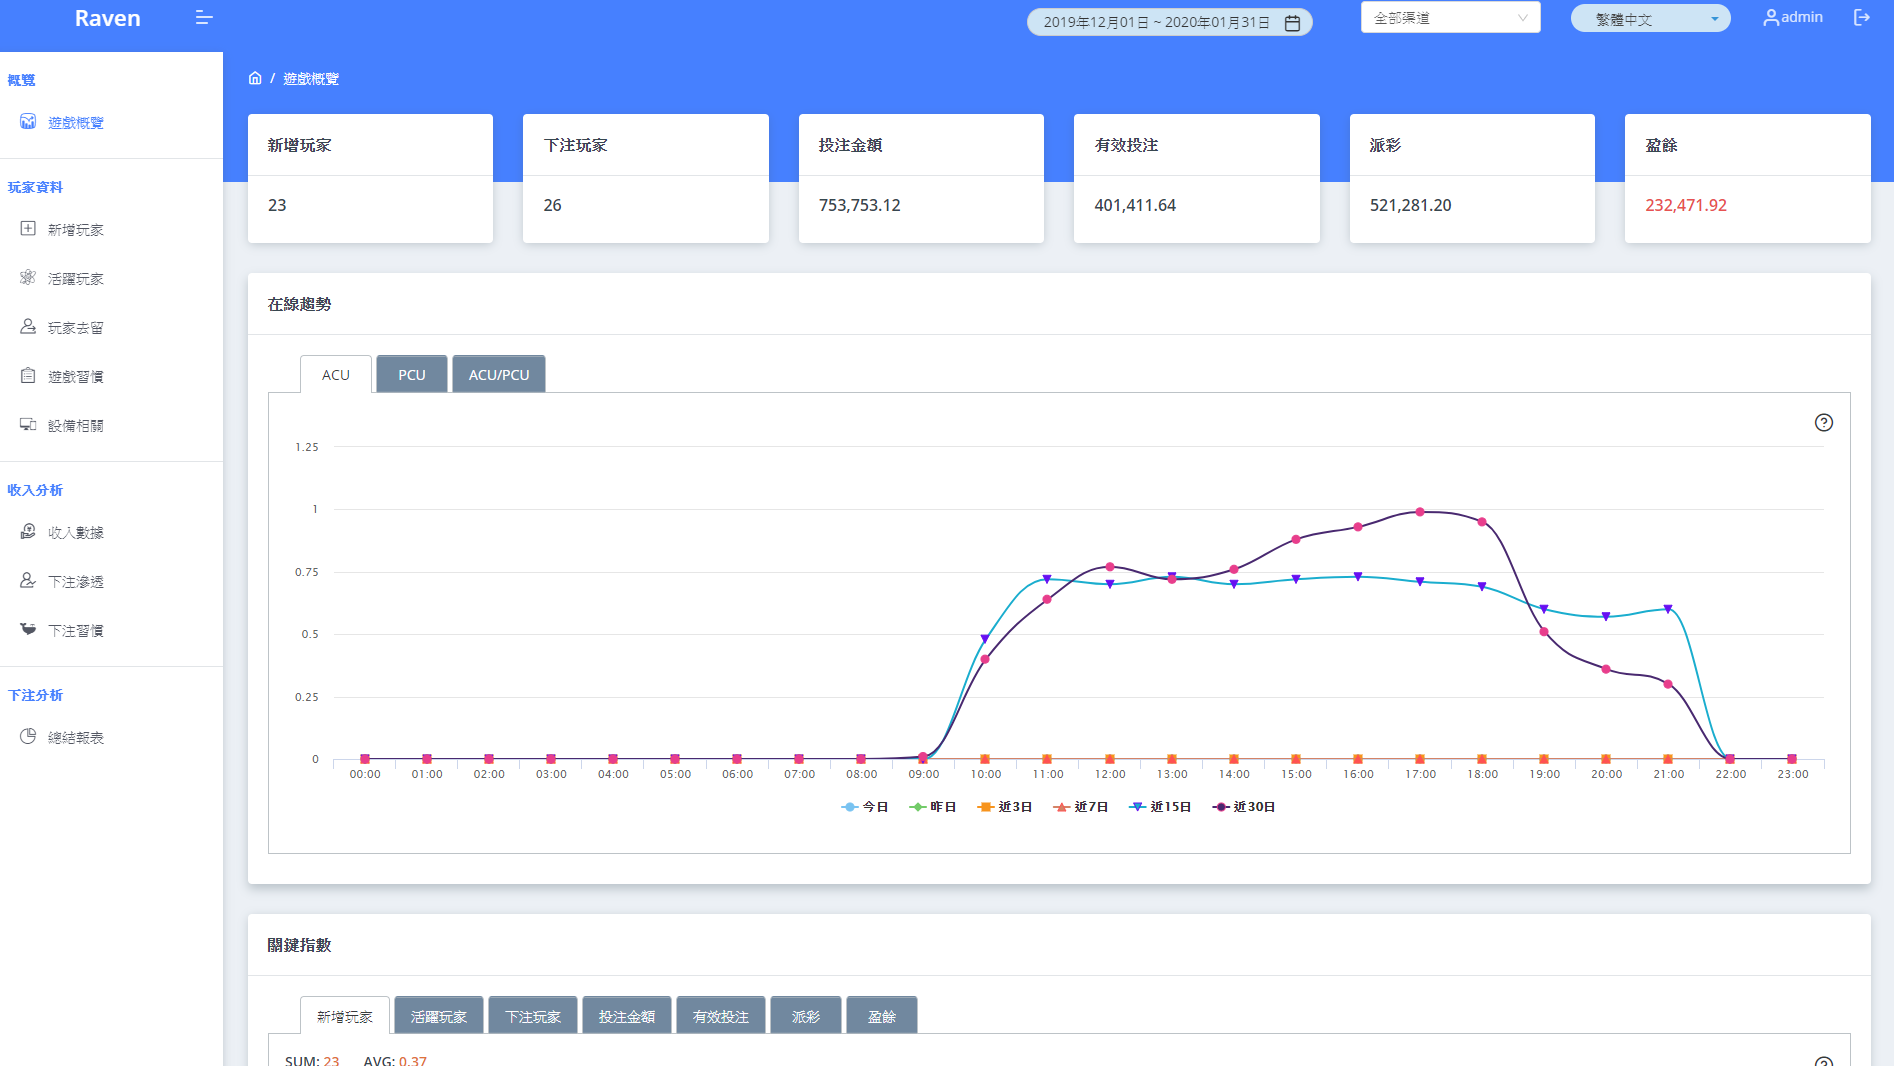 Raven
2019年12月01日 ~ 2020年01月31日
全部渠道
繁體中文
admin
概覽
遊戲概覽
玩家資料
新增玩家
活躍玩家
玩家去留
遊戲習慣
設備相關
收入分析
收入數據
下注滲透
下注習慣
下注分析
總結報表
/ 遊戲概覽
新增玩家
23
下注玩家
26
投注金額
753,753.12
有效投注
401,411.64
派彩
521,281.20
盈餘
232,471.92
在線趨勢
ACU PCU ACU/PCU
1.25
1
0.75
0.5
0.25
0
00:00 01:00 02:00 03:00 04:00 05:00 06:00 07:00 08:00 09:00 10:00 11:00 12:00 13:00 14:00 15:00 16:00 17:00 18:00 19:00 20:00 21:00 22:00 23:00
今日 昨日 近3日 近7日 近15日 近30日
關鍵指數
新增玩家 活躍玩家 下注玩家 投注金額 有效投注 派彩 盈餘
SUM: 23 AVG: 0.37